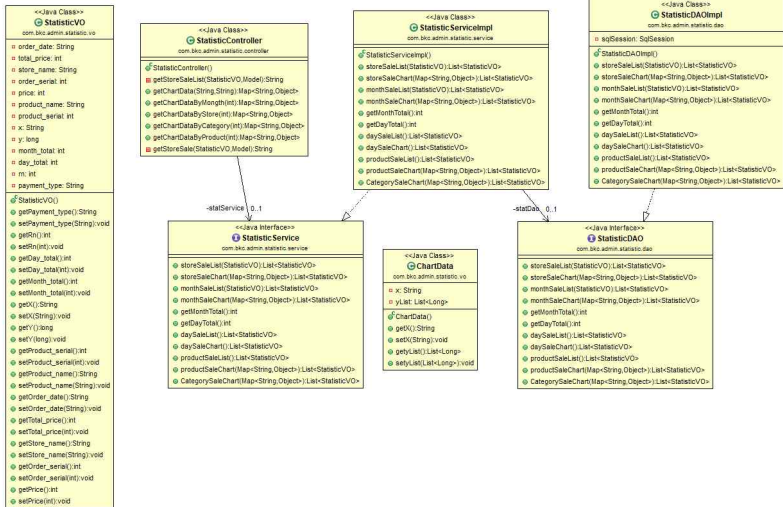 <<Java Class>>
StatisticVO
com.bkc.admin.statistic.vo
order_date: String
total_price: int
store_name: String
order_serial: int
price: int
product_name: String
product_serial: int
x: String
y: long
month_total: int
day_total: int
rn: int
payment_type: String
StatisticVO()
getPayment_type():String
setPayment_type(String):void
getRn():int
setRn(int):void
getDay_total():int
setDay_total(int):void
getMonth_total():int
setMonth_total(int):void
getX():String
setX(String):void
getY():long
setY(long):void
getProduct_serial():int
setProduct_serial(int):void
getProduct_name():String
setProduct_name(String):void
getOrder_date():String
setOrder_date(String):void
getTotal_price():int
setTotal_price(int):void
getStore_name():String
setStore_name(String):void
getOrder_serial():int
setOrder_serial(int):void
getPrice():int
setPrice(int):void
<<Java Class>>
StatisticController
com.bkc.admin.statistic.controller
StatisticController()
getStoreSaleList(StatisticVO,Model):String
getChartData(String,String):Map<String,Object>
getChartDataByMongth(int):Map<String,Object>
getChartDataByStore(int):Map<String,Object>
getChartDataByCategory(int):Map<String,Object>
getChartDataByProduct(int):Map<String,Object>
getStoreSale(StatisticVO,Model):String
<<Java Class>>
StatisticServiceImpl
com.bkc.admin.statistic.service
StatisticServiceImpl()
storeSaleList(StatisticVO):List<StatisticVO>
storeSaleChart(Map<String,Object>):List<StatisticVO>
monthSaleList(StatisticVO):List<StatisticVO>
monthSaleChart(Map<String,Object>):List<StatisticVO>
getMonthTotal():int
getDayTotal():int
daySaleList():List<StatisticVO>
daySaleChart():List<StatisticVO>
productSaleList():List<StatisticVO>
productSaleChart(Map<String,Object>):List<StatisticVO>
CategorySaleChart(Map<String,Object>):List<StatisticVO>
<<Java Class>>
StatisticDAOImpl
com.bkc.admin.statistic.dao
sqlSession: SqlSession
StatisticDAOImpl()
storeSaleList(StatisticVO):List<StatisticVO>
storeSaleChart(Map<String,Object>):List<StatisticVO>
monthSaleList(StatisticVO):List<StatisticVO>
monthSaleChart(Map<String,Object>):List<StatisticVO>
getMonthTotal():int
getDayTotal():int
daySaleList():List<StatisticVO>
daySaleChart():List<StatisticVO>
productSaleList():List<StatisticVO>
productSaleChart(Map<String,Object>):List<StatisticVO>
CategorySaleChart(Map<String,Object>):List<StatisticVO>
-statService 0..1
-statDao 0..1
<<Java Interface>>
StatisticService
com.bkc.admin.statistic.service
storeSaleList(StatisticVO):List<StatisticVO>
storeSaleChart(Map<String,Object>):List<StatisticVO>
monthSaleList(StatisticVO):List<StatisticVO>
monthSaleChart(Map<String,Object>):List<StatisticVO>
getMonthTotal():int
getDayTotal():int
daySaleList():List<StatisticVO>
daySaleChart():List<StatisticVO>
productSaleList():List<StatisticVO>
productSaleChart(Map<String,Object>):List<StatisticVO>
CategorySaleChart(Map<String,Object>):List<StatisticVO>
<<Java Class>>
ChartData
com.bkc.admin.statistic.vo
x: String
yList: List<Long>
ChartData()
getX():String
setX(String):void
getyList():List<Long>
setyList(List<Long>):void
<<Java Interface>>
StatisticDAO
com.bkc.admin.statistic.dao
storeSaleList(StatisticVO):List<StatisticVO>
storeSaleChart(Map<String,Object>):List<StatisticVO>
monthSaleList(StatisticVO):List<StatisticVO>
monthSaleChart(Map<String,Object>):List<StatisticVO>
getMonthTotal():int
getDayTotal():int
daySaleList():List<StatisticVO>
daySaleChart():List<StatisticVO>
productSaleList():List<StatisticVO>
productSaleChart(Map<String,Object>):List<StatisticVO>
CategorySaleChart(Map<String,Object>):List<StatisticVO>